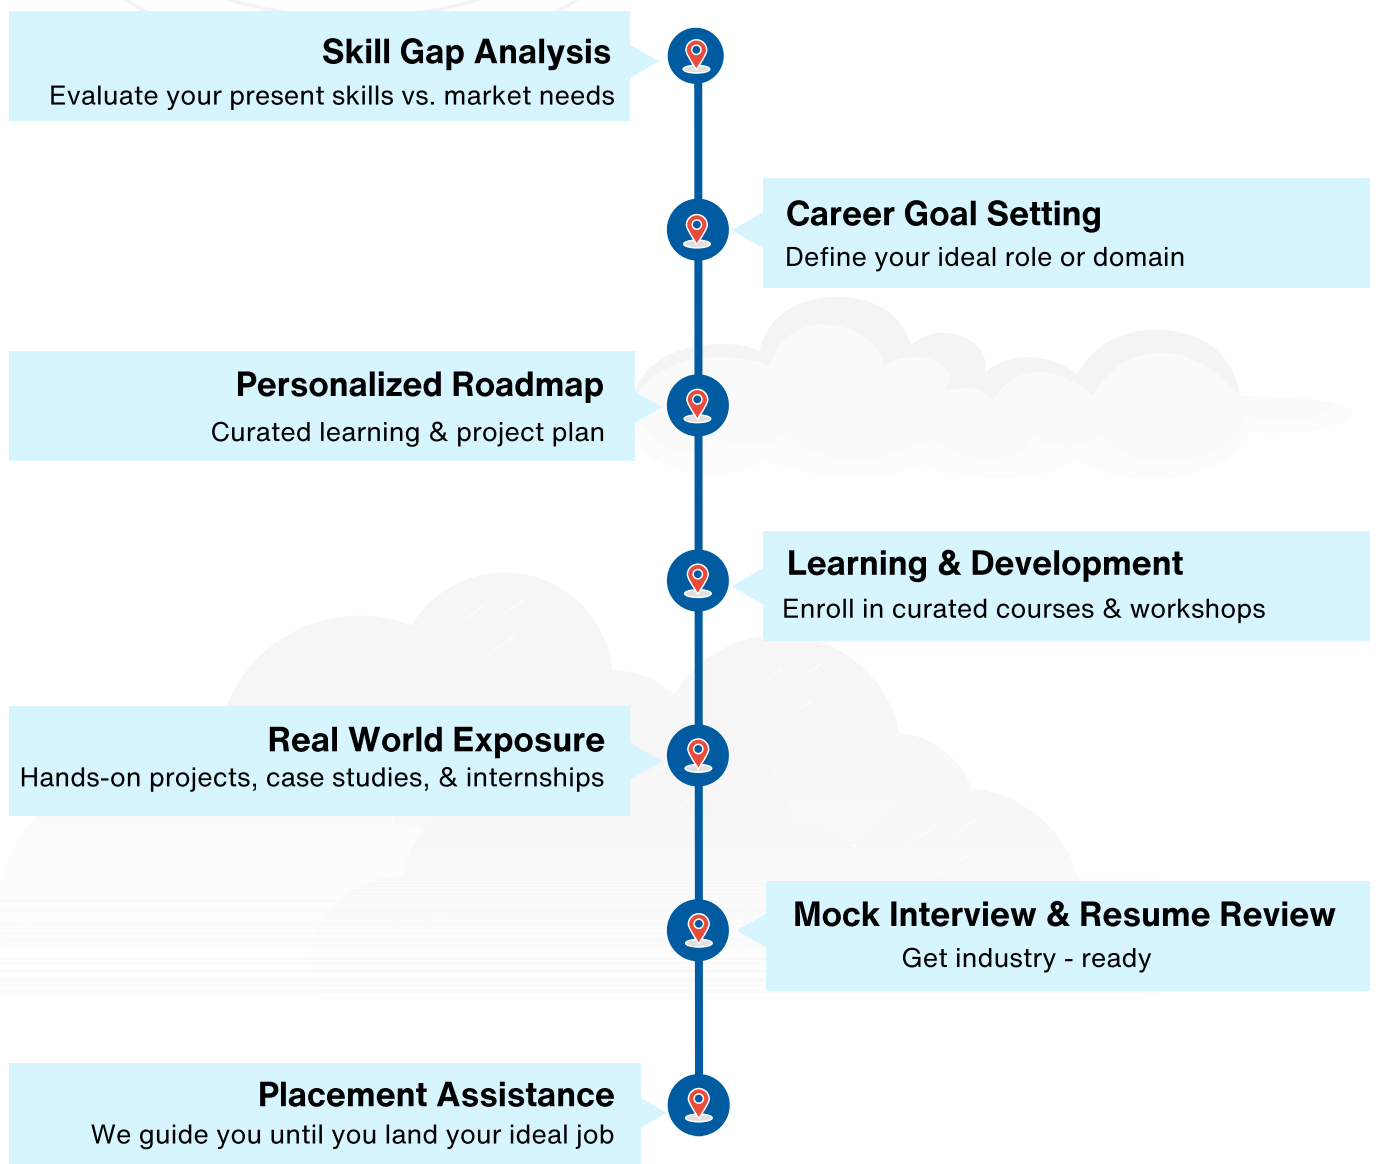 Skill Gap Analysis
Evaluate your present skills vs. market needs
Career Goal Setting
Define your ideal role or domain
Personalized Roadmap
Curated learning & project plan
Learning & Development
Enroll in curated courses & workshops
Real World Exposure
Hands-on projects, case studies, & internships
Mock Interview & Resume Review
Get industry - ready
Placement Assistance
We guide you until you land your ideal job